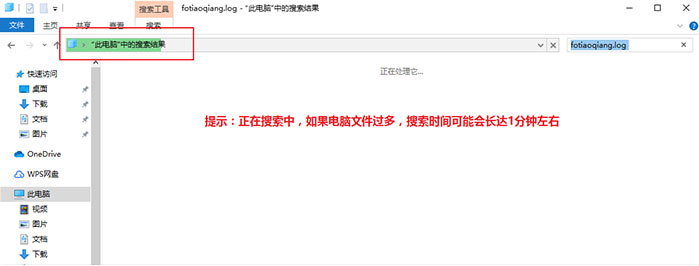 搜索工具
fotiaoqiang.log - "此电脑"中的搜索结果
文件
主页
共享
查看
搜索
"此电脑"中的搜索结果
fotiaoqiang.log
快速访问
正在处理它...
桌面
下载
文档
图片
提示：正在搜索中，如果电脑文件过多，搜索时间可能会长达1分钟左右
OneDrive
WPS网盘
此电脑
视频
图片
文档
下载